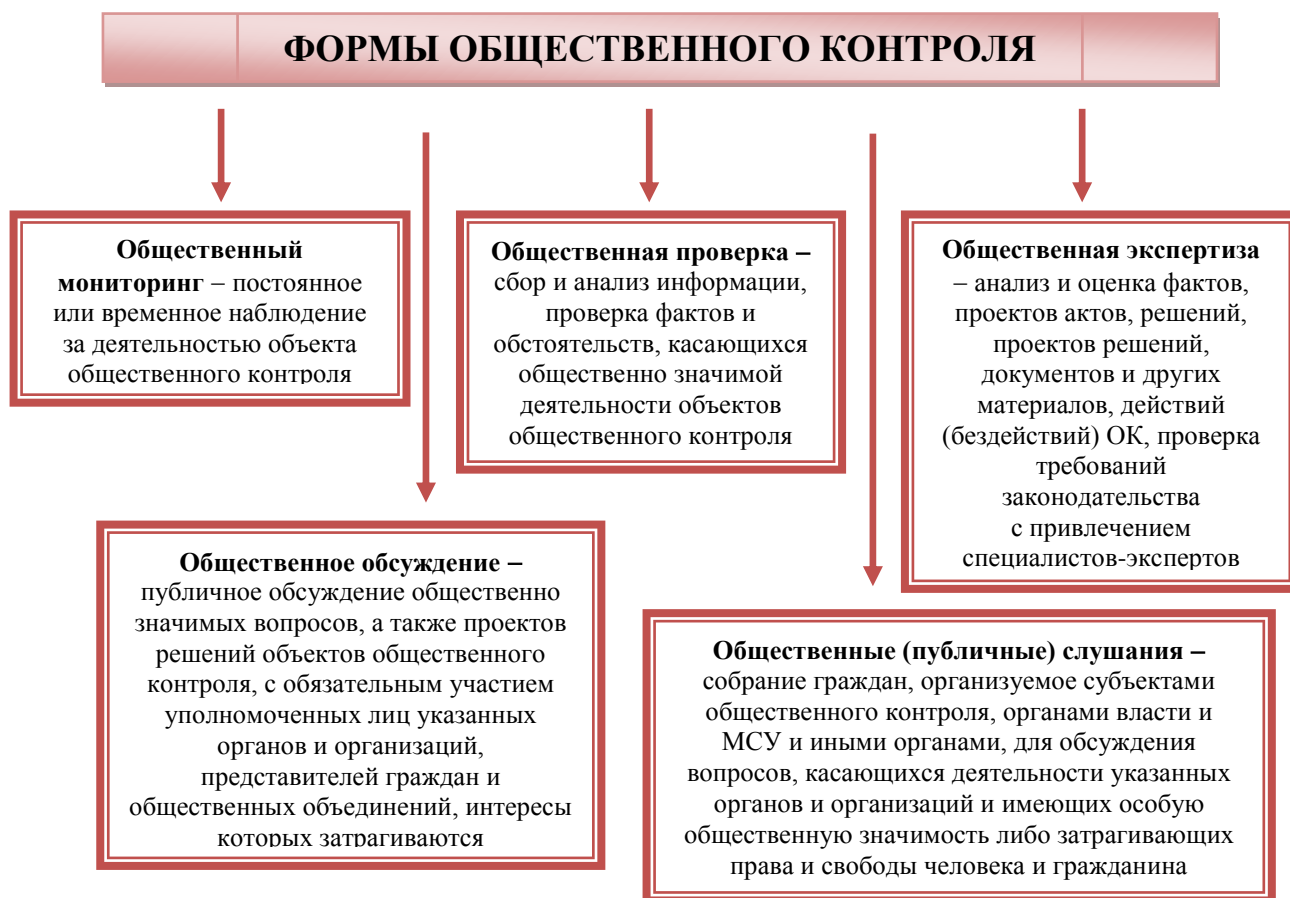 ФОРМЫ ОБЩЕСТВЕННОГО КОНТРОЛЯ
Общественный
мониторинг – постоянное
или временное наблюдение
за деятельностью объекта
общественного контроля
Общественная проверка –
сбор и анализ информации,
проверка фактов и
обстоятельств, касающихся
общественно значимой
деятельности объектов
общественного контроля
Общественная экспертиза
– анализ и оценка фактов,
проектов актов, решений,
проектов решений,
документов и других
материалов, действий
(бездействий) ОК, проверка
требований
законодательства
с привлечением
специалистов-экспертов
Общественное обсуждение –
публичное обсуждение общественно
значимых вопросов, а также проектов
решений объектов общественного
контроля, с обязательным участием
уполномоченных лиц указанных
органов и организаций,
представителей граждан и
общественных объединений, интересы
которых затрагиваются
Общественные (публичные) слушания –
собрание граждан, организуемое субъектами
общественного контроля, органами власти и
МСУ и иными органами, для обсуждения
вопросов, касающихся деятельности указанных
органов и организаций и имеющих особую
общественную значимость либо затрагивающих
права и свободы человека и гражданина